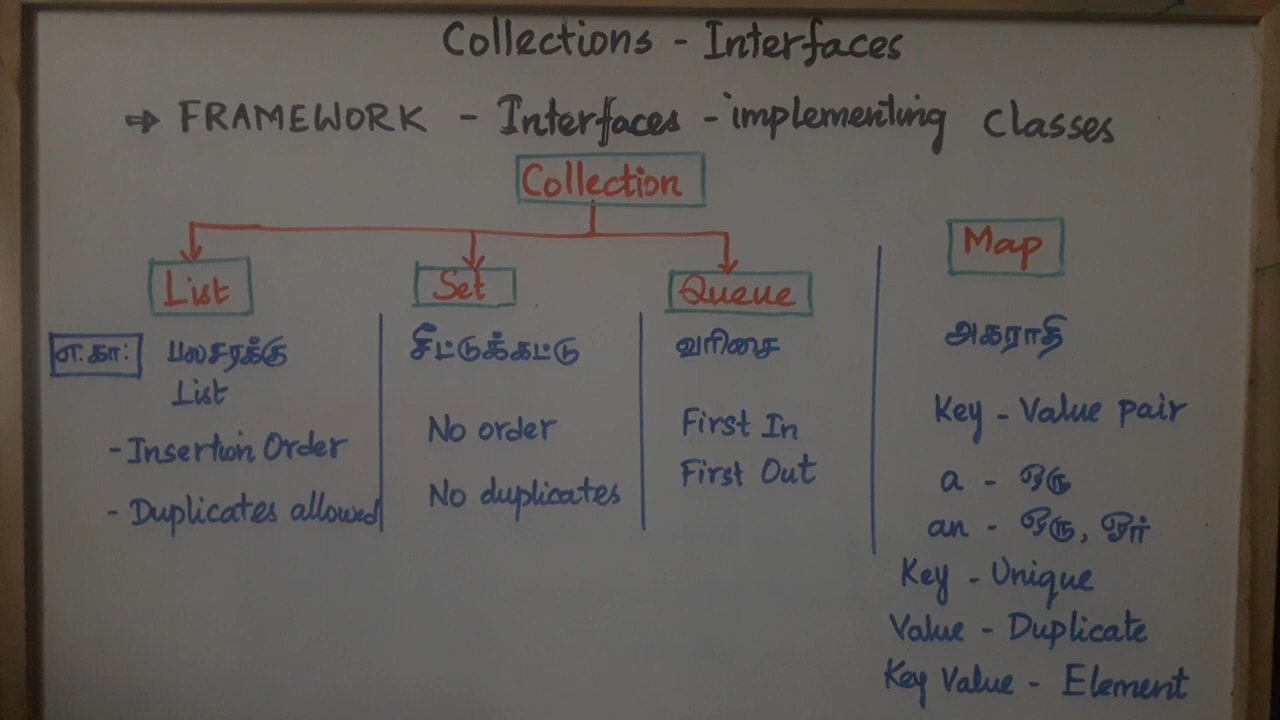 Collections - Interfaces
⇒ FRAMEWORK - Interfaces - implementing classes
Collection
List
Set
Queue
Map
எ.கா:
பலசரக்கு
List
- Insertion Order
- Duplicates allowed
சீட்டுக்கட்டு
No order
No duplicates
வரிசை
First In
First Out
அகராதி
Key - Value pair
a - ஒரு
an - ஒரு, ஓர்
Key - Unique
Value - Duplicate
Key Value - Element